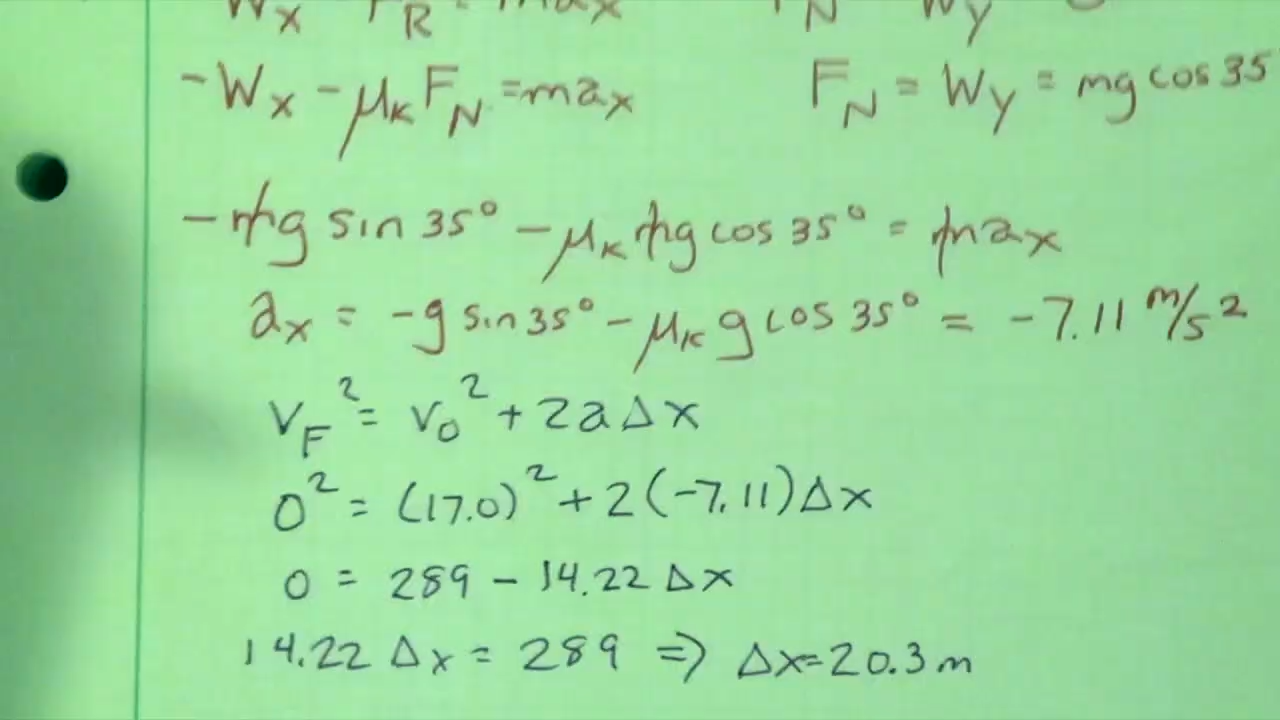 -Wx - μK FN = max FN = Wy = mg cos 35
-mg sin 35° - μK mg cos 35° = max
ax = -g sin 35° - μK g cos 35° = -7.11 m/s²
VF² = V0² + 2aΔx
0² = (17.0)² + 2(-7.11)Δx
0 = 289 - 14.22 Δx
14.22 Δx = 289 ⇒ Δx = 20.3 m